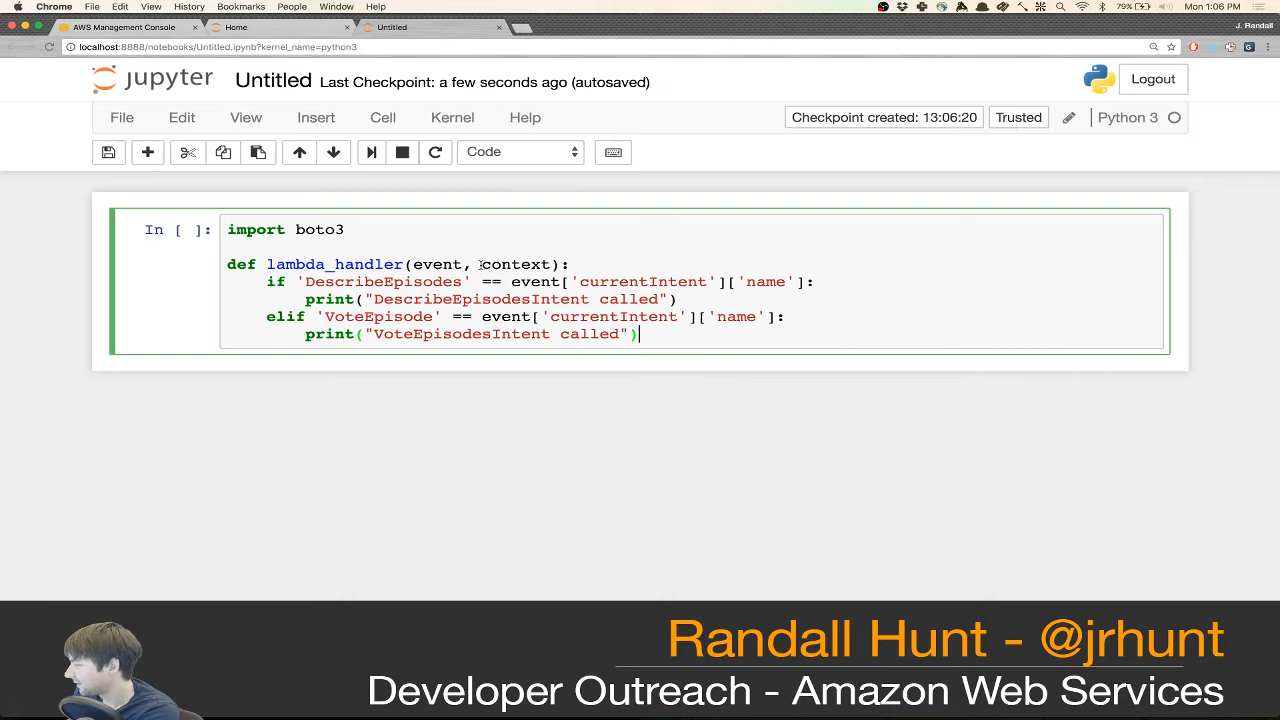 Chrome File Edit View History Bookmarks People Window Help 79% Mon 1:06 PM
AWS Management Console Home Untitled J. Randall
localhost:8888/notebooks/Untitled.ipynb?kernel_name=python3
jupyter Untitled Last Checkpoint: a few seconds ago (autosaved) Logout
File Edit View Insert Cell Kernel Help Checkpoint created: 13:06:20 Trusted Python 3
Code
In [ ]: import boto3
def lambda_handler(event, context):
if 'DescribeEpisodes' == event['currentIntent']['name']:
print("DescribeEpisodesIntent called")
elif 'VoteEpisode' == event['currentIntent']['name']:
print("VoteEpisodesIntent called")
Randall Hunt - @jrhunt
Developer Outreach - Amazon Web Services